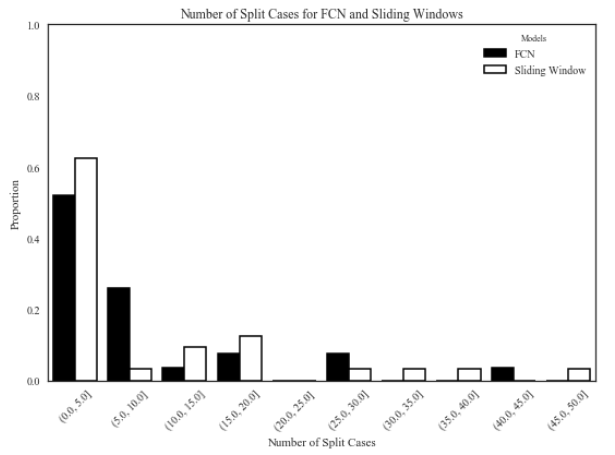 Number of Split Cases for FCN and Sliding Windows
Models
FCN
Sliding Window
Proportion
1.0
0.8
0.6
0.4
0.2
0.0
(0.0, 5.0]
(5.0, 10.0]
(10.0, 15.0]
(15.0, 20.0]
(20.0, 25.0]
(25.0, 30.0]
(30.0, 35.0]
(35.0, 40.0]
(40.0, 45.0]
(45.0, 50.0]
Number of Split Cases